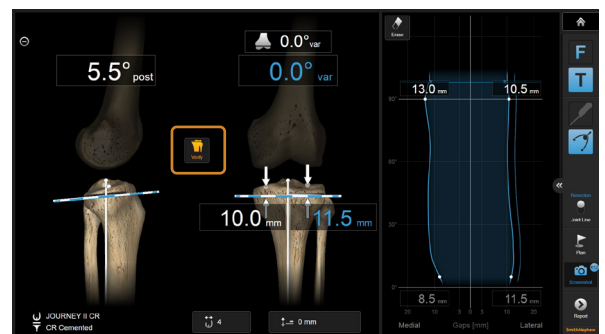 5.5° post
0.0° var
0.0° var
Verify
10.0 mm
11.5 mm
JOURNEY II CR
CR Cemented
4
0 mm
Erase
13.0 mm
10.5 mm
90°
60°
30°
0°
8.5 mm
11.5 mm
20 10 3 0 5 10 20
Medial
Gaps [mm]
Lateral
F
T
Resection
Joint Line
Plan
Screenshot
Report
Smith+Nephew